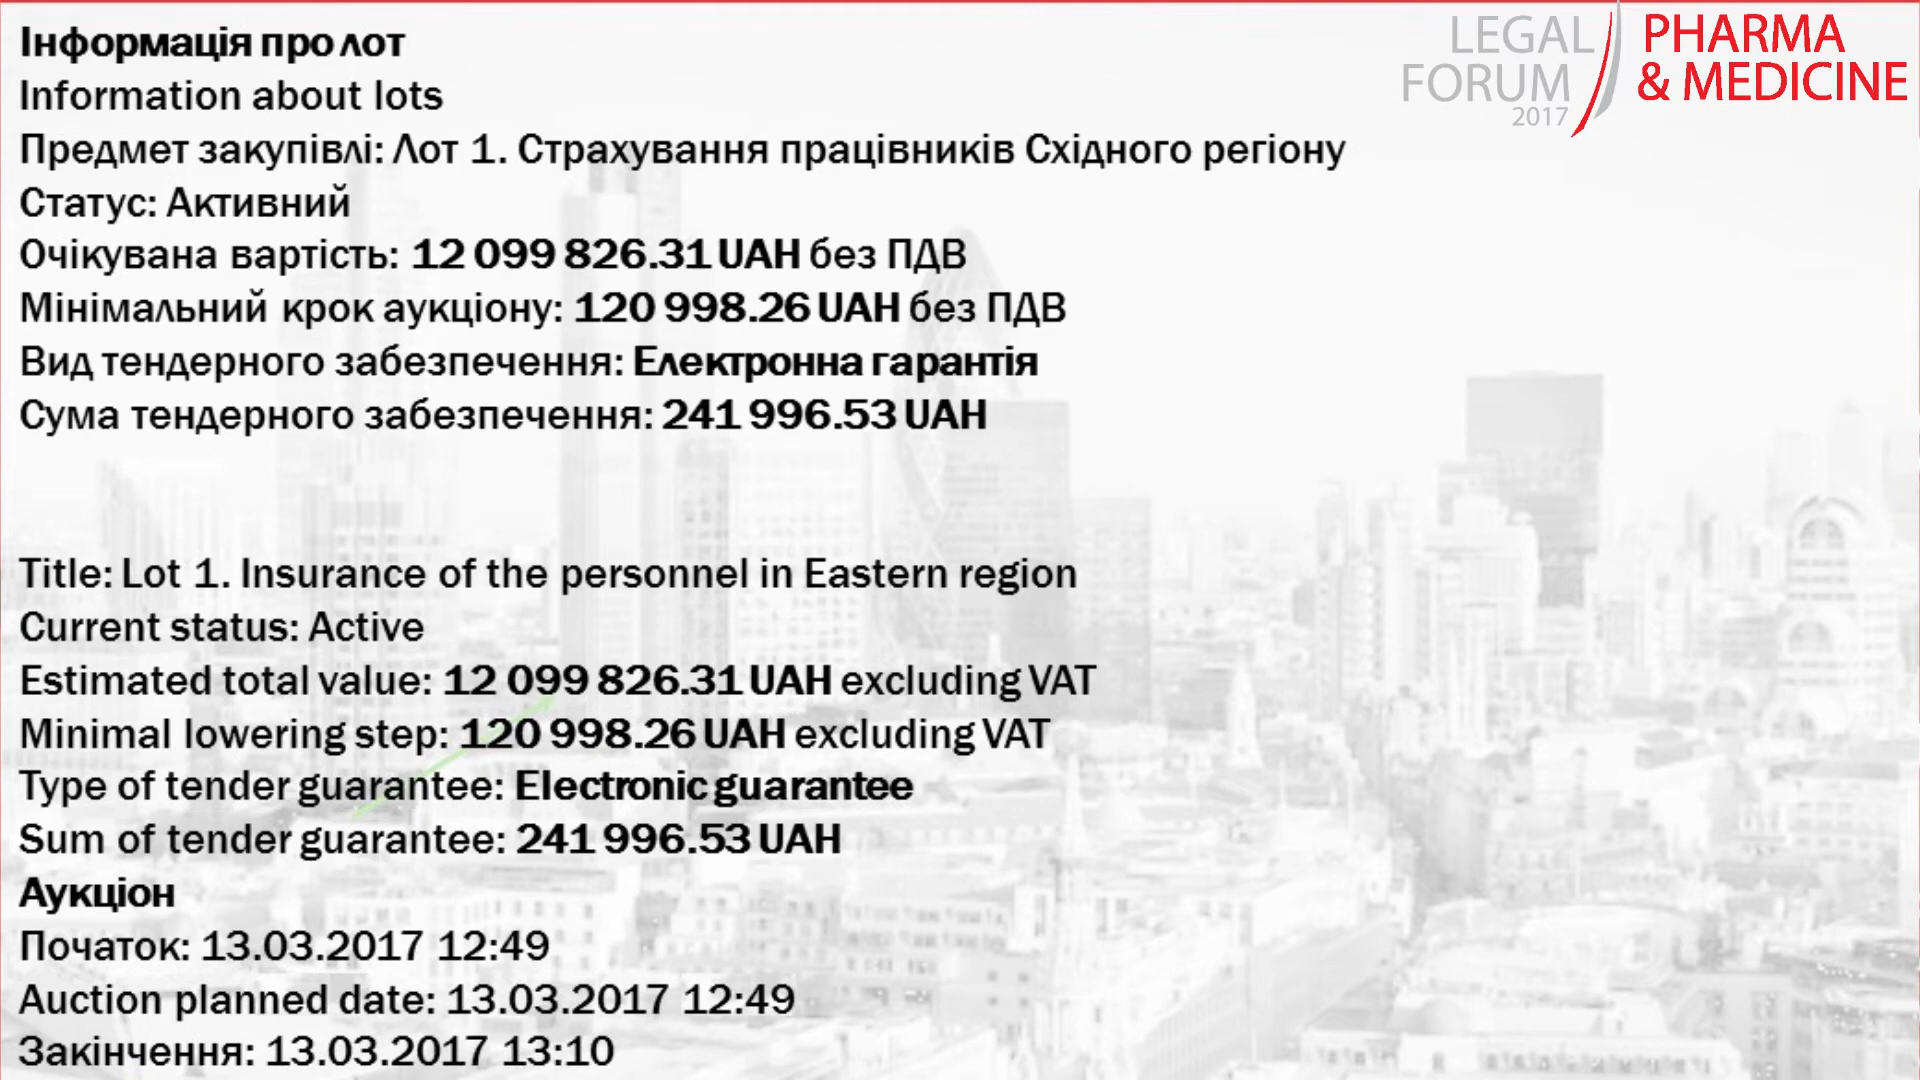 LEGAL
FORUM
2017
PHARMA
& MEDICINE
Інформація про лот
Information about lots
Предмет закупівлі: Лот 1. Страхування працівників Східного регіону
Статус: Активний
Очікувана вартість: 12 099 826.31 UAH без ПДВ
Мінімальний крок аукціону: 120 998.26 UAH без ПДВ
Вид тендерного забезпечення: Електронна гарантія
Сума тендерного забезпечення: 241 996.53 UAH
Title: Lot 1. Insurance of the personnel in Eastern region
Current status: Active
Estimated total value: 12 099 826.31 UAH excluding VAT
Minimal lowering step: 120 998.26 UAH excluding VAT
Type of tender guarantee: Electronic guarantee
Sum of tender guarantee: 241 996.53 UAH
Аукціон
Початок: 13.03.2017 12:49
Auction planned date: 13.03.2017 12:49
Закінчення: 13.03.2017 13:10